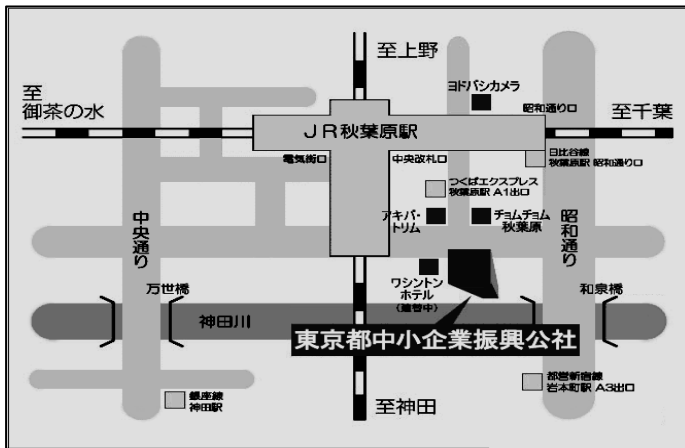 至上野
至
御茶の水
ヨドバシカメラ
昭和通り口
至千葉
JR秋葉原駅
電気街口
中央改札口
日比谷線
秋葉原駅 昭和通り口
つくばエクスプレス
秋葉原駅 A1出口
中央通り
アキバ・
トリム
チョムチョム
秋葉原
昭和通り
ワシントン
ホテル
(建替中)
万世橋
和泉橋
神田川
東京都中小企業振興公社
銀座線
神田駅
至神田
都営新宿線
岩本町駅 A3出口